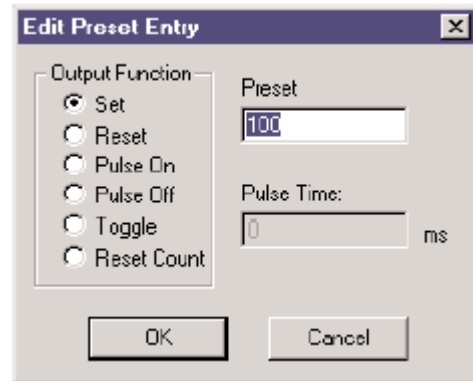 Edit Preset Entry
Output Function
Set
Reset
Pulse On
Pulse Off
Toggle
Reset Count
Preset
100
Pulse Time:
0
ms
OK
Cancel